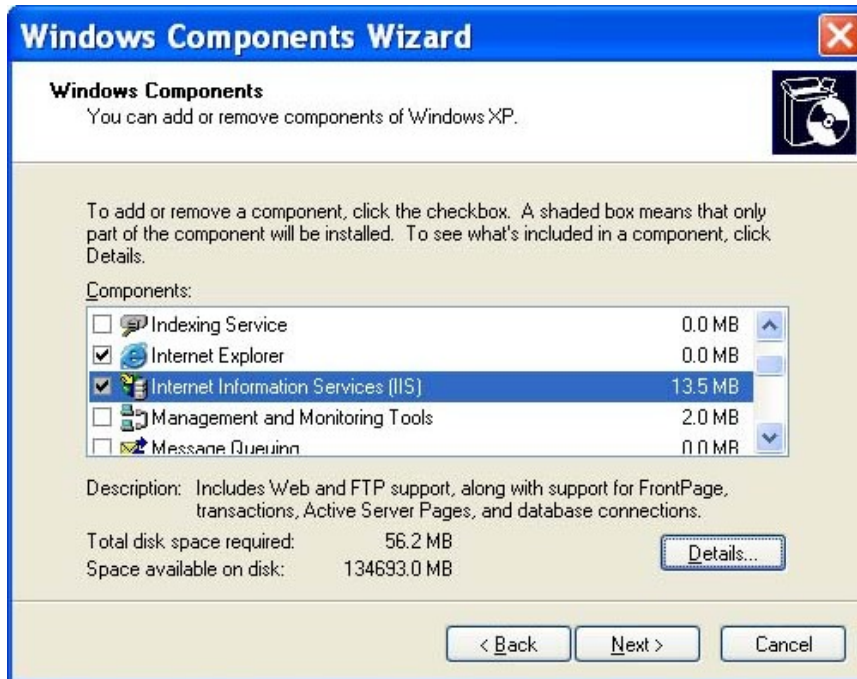 Windows Components Wizard
Windows Components
You can add or remove components of Windows XP.
To add or remove a component, click the checkbox. A shaded box means that only
part of the component will be installed. To see what's included in a component, click
Details.
Components:
Indexing Service 0.0 MB
Internet Explorer 0.0 MB
Internet Information Services (IIS) 13.5 MB
Management and Monitoring Tools 2.0 MB
Message Queuing 0.0 MB
Description: Includes Web and FTP support, along with support for FrontPage,
transactions, Active Server Pages, and database connections.
Total disk space required: 56.2 MB
Space available on disk: 134693.0 MB
Details...
< Back Next > Cancel